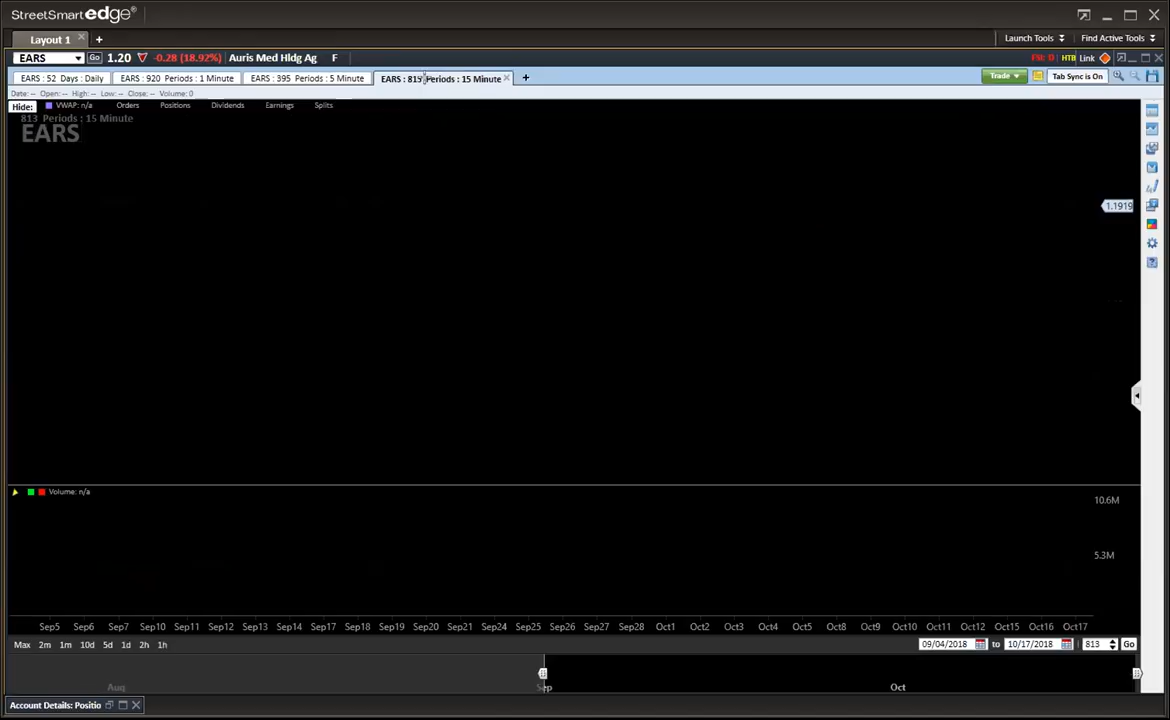 StreetSmart edge®
Layout 1
Launch Tools
Find Active Tools
EARS Go 1.20 -0.28 (18.92%) Auris Med Hldg Ag F
HTB Link
EARS : 52 Days : Daily
EARS : 920 Periods : 1 Minute
EARS : 395 Periods : 5 Minute
EARS : 815 Periods : 15 Minute
Trade
Tab Sync is On
Date: -- Open: -- High: -- Low: -- Close: -- Volume: 0
Hide: VWAP: n/a Orders Positions Dividends Earnings Splits
813 Periods : 15 Minute
EARS
1.1919
Volume: n/a
10.6M
5.3M
Sep5 Sep6 Sep7 Sep10 Sep11 Sep12 Sep13 Sep14 Sep17 Sep18 Sep19 Sep20 Sep21 Sep24 Sep25 Sep26 Sep27 Sep28 Oct1 Oct2 Oct3 Oct4 Oct5 Oct8 Oct9 Oct10 Oct11 Oct12 Oct15 Oct16 Oct17
Max 2m 1m 10d 5d 1d 2h 1h
09/04/2018 to 10/17/2018 813 Go
Aug Sep Oct
Account Details: Positio